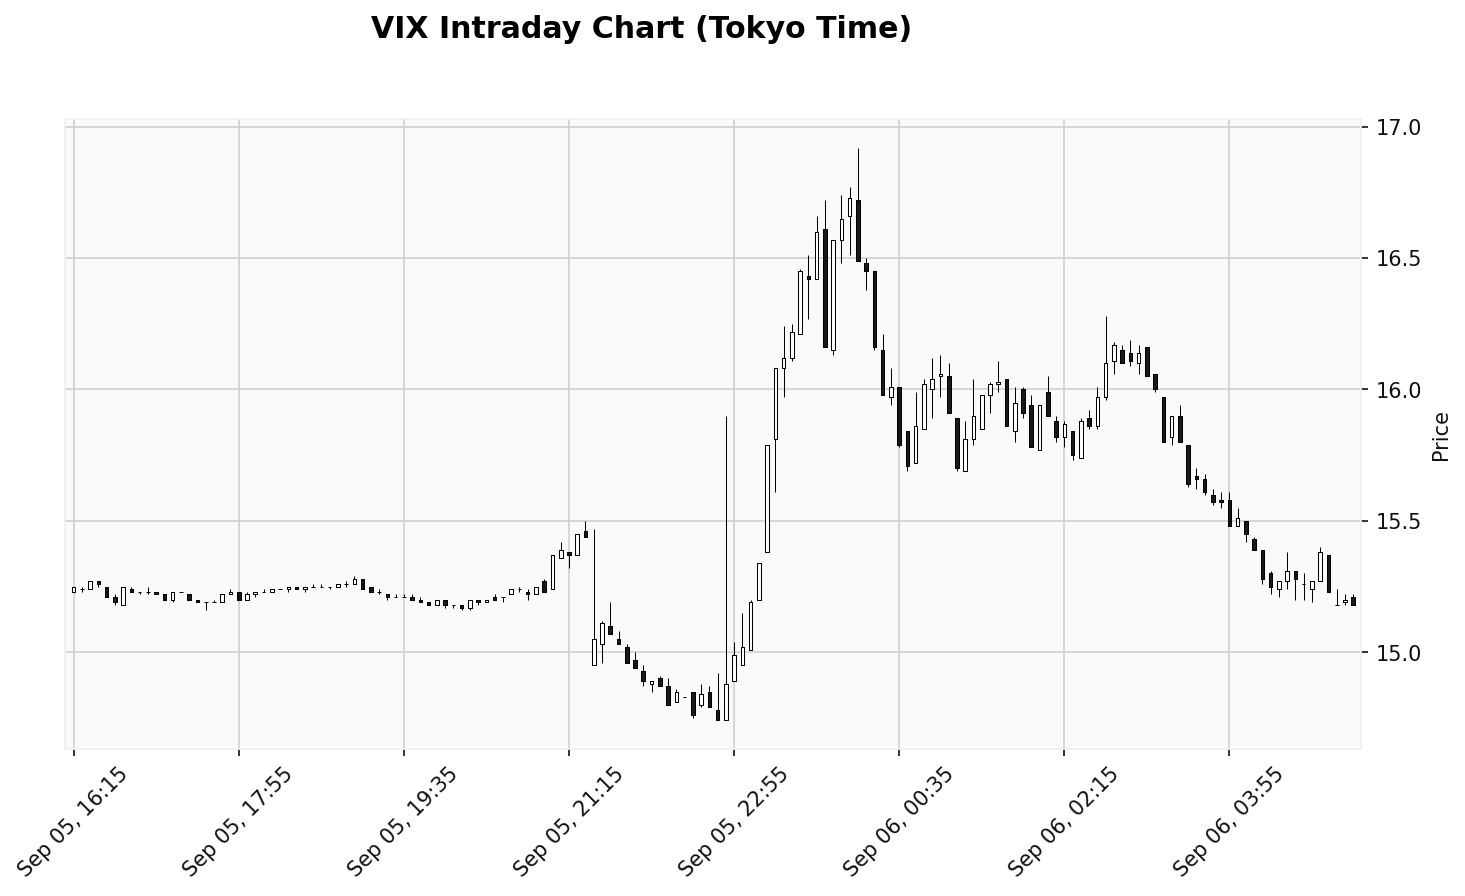 VIX Intraday Chart (Tokyo Time)
17.0
16.5
16.0
15.5
15.0
Price
Sep 05, 16:15
Sep 05, 17:55
Sep 05, 19:35
Sep 05, 21:15
Sep 05, 22:55
Sep 06, 00:35
Sep 06, 02:15
Sep 06, 03:55